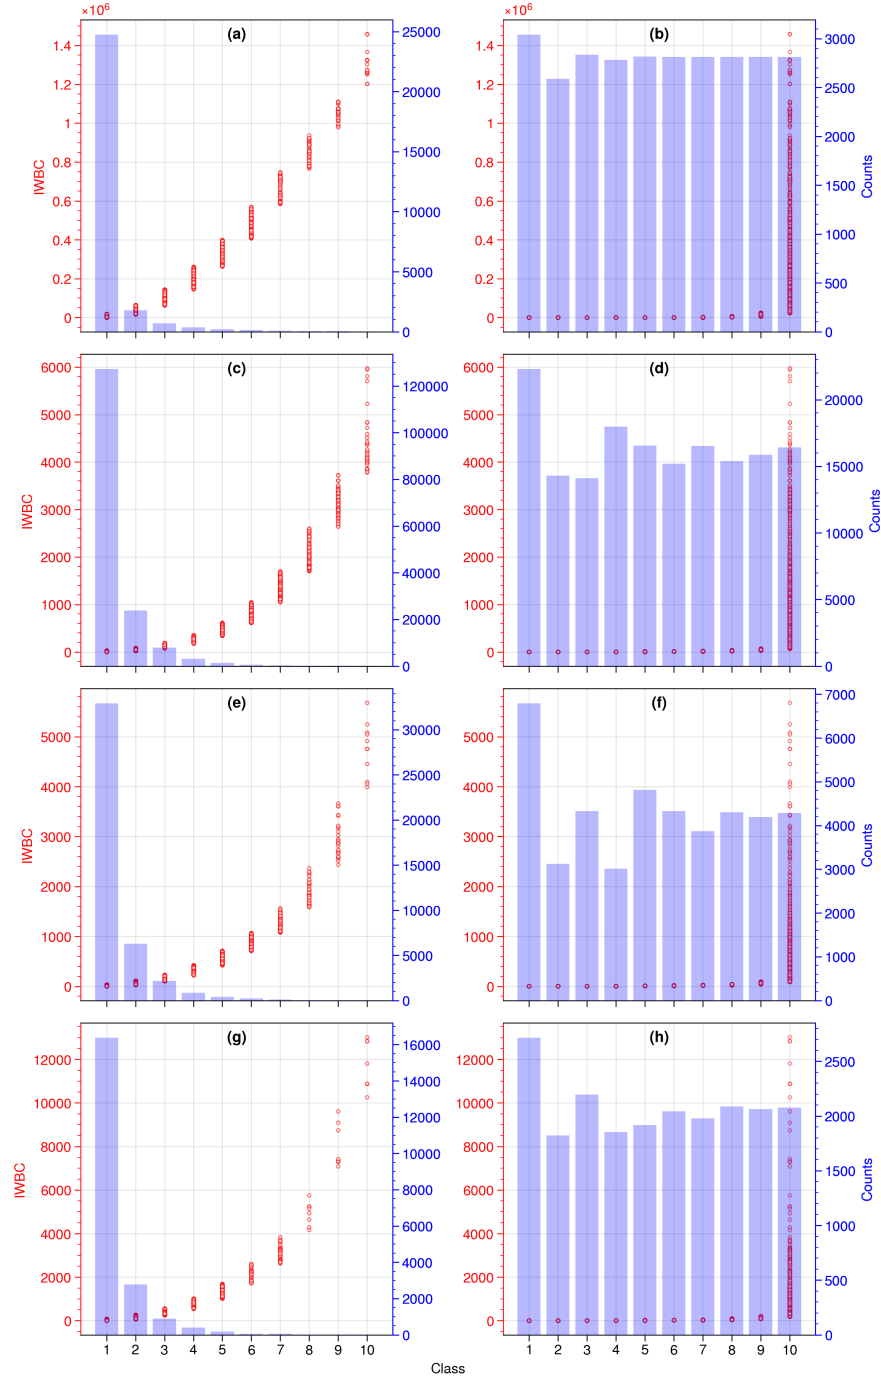 ×10⁶ ×10⁶
(a) (b)
1.4 1.2 1 0.8 0.6 0.4 0.2 0
IWBC
25000 20000 15000 10000 5000 0
1.4 1.2 1 0.8 0.6 0.4 0.2 0
3000 2500 2000 1500 1000 500 0
Counts
(c) (d)
6000 5000 4000 3000 2000 1000 0
IWBC
120000 100000 80000 60000 40000 20000 0
6000 5000 4000 3000 2000 1000 0
20000 15000 10000 5000 0
Counts
(e) (f)
5000 4000 3000 2000 1000 0
IWBC
30000 25000 20000 15000 10000 5000 0
5000 4000 3000 2000 1000 0
7000 6000 5000 4000 3000 2000 1000 0
Counts
(g) (h)
12000 10000 8000 6000 4000 2000 0
IWBC
16000 14000 12000 10000 8000 6000 4000 2000 0
12000 10000 8000 6000 4000 2000 0
2500 2000 1500 1000 500 0
Counts
1 2 3 4 5 6 7 8 9 10 1 2 3 4 5 6 7 8 9 10
Class